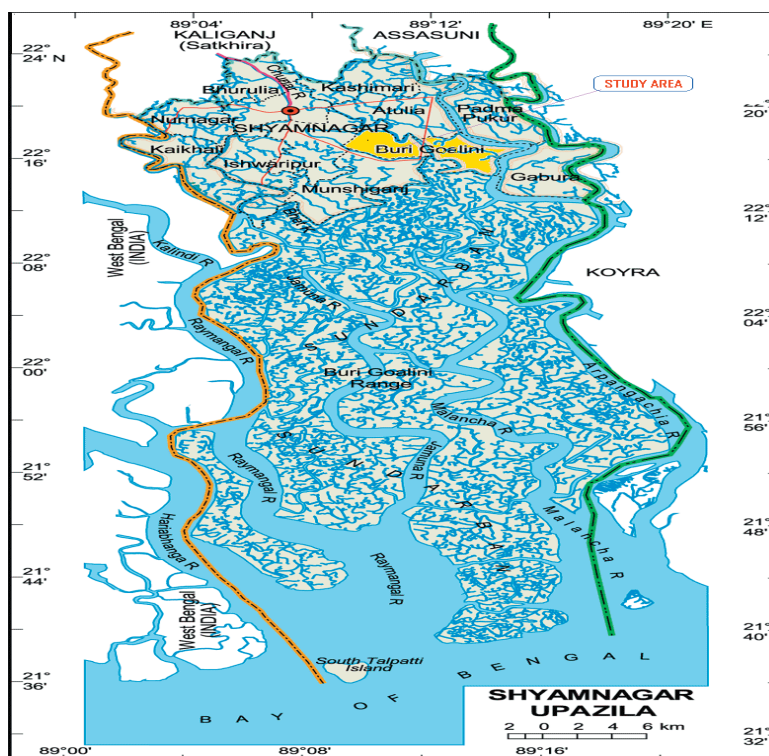 89°04'
89°12'
89°20' E
KALIGANJ
(Satkhira)
ASSASUNI
22°
24' N
STUDY AREA
22°
20'
Bhurulia
Kashimari
Nurnagar
Atulia
Padma
Pukur
SHYAMNAGAR
22°
16'
Kaikhali
Buri Goalini
Ishwaripur
Gabura
Munshiganj
22°
12'
West Bengal
(INDIA)
Kalindi R
22°
08'
KOYRA
SUNDARBAN
22°
04'
Raymangal R
22°
00'
Buri Goalini
Range
Arpangachia R
Malancha R
21°
56'
Jamuna R
21°
52'
Raymangal R
SUNDARBAN
Malancha R
21°
48'
Hariabhanga R
21°
44'
Raymangal R
West Bengal
(INDIA)
21°
40'
South Talpatti
Island
21°
36'
BAY OF BENGAL
SHYAMNAGAR
UPAZILA
2 0 2 4 6 km
21°
32'
89°00'
89°08'
89°16'